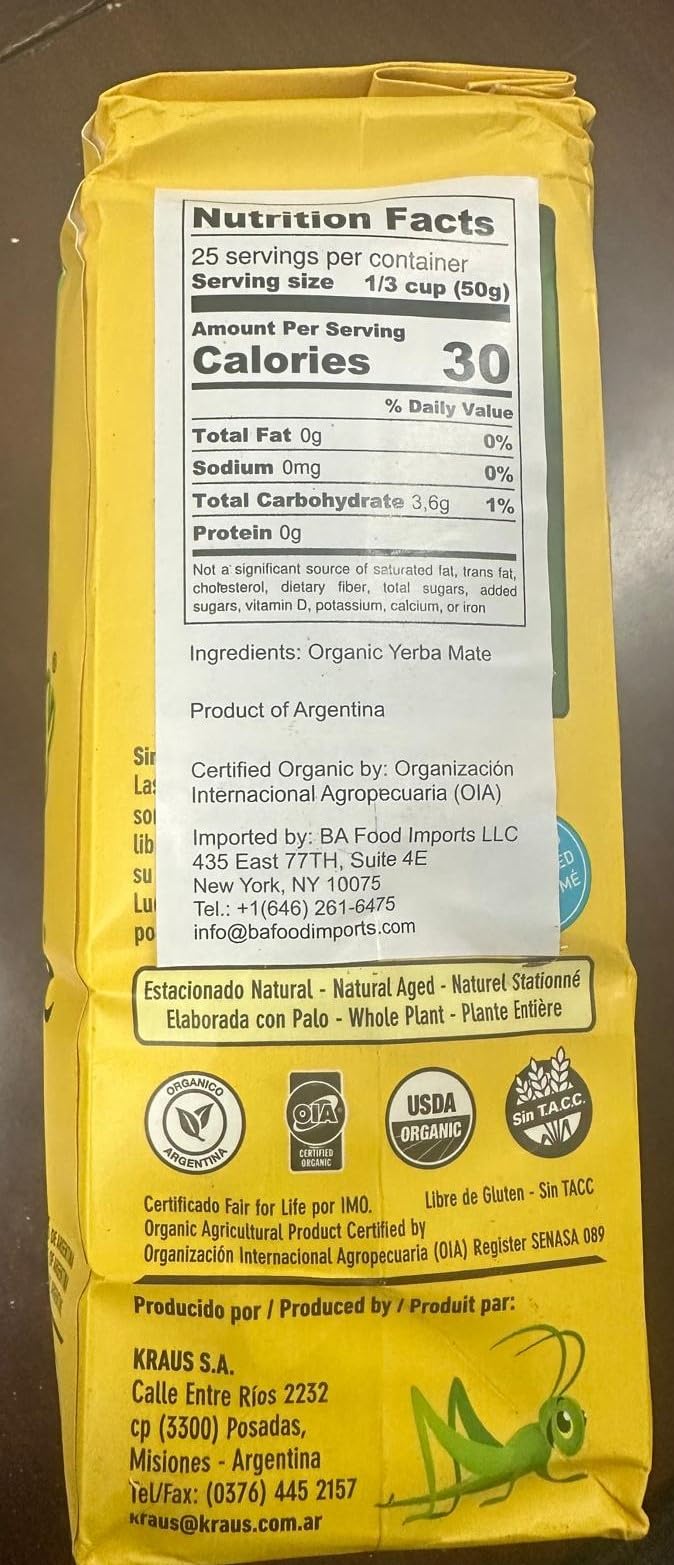 Nutrition Facts
25 servings per container
Serving size 1/3 cup (50g)
Amount Per Serving
Calories 30
% Daily Value
Total Fat 0g 0%
Sodium 0mg 0%
Total Carbohydrate 3,6g 1%
Protein 0g
Not a significant source of saturated fat, trans fat,
cholesterol, dietary fiber, total sugars, added
sugars, vitamin D, potassium, calcium, or iron
Ingredients: Organic Yerba Mate
Product of Argentina
Certified Organic by: Organización
Internacional Agropecuaria (OIA)
Imported by: BA Food Imports LLC
435 East 77TH, Suite 4E
New York, NY 10075
Tel.: +1(646) 261-6475
info@bafoodimports.com
Estacionado Natural - Natural Aged - Naturel Stationné
Elaborada con Palo - Whole Plant - Plante Entière
ORGANICO
ARGENTINA
OIA
CERTIFIED
ORGANIC
USDA
ORGANIC
Sin T.A.C.C.
Certificado Fair for Life por IMO.
Libre de Gluten - Sin TACC
Organic Agricultural Product Certified by
Organización Internacional Agropecuaria (OIA) Register SENASA 089
Producido por / Produced by / Produit par:
KRAUS S.A.
Calle Entre Ríos 2232
cp (3300) Posadas,
Misiones - Argentina
Tel/Fax: (0376) 445 2157
kraus@kraus.com.ar